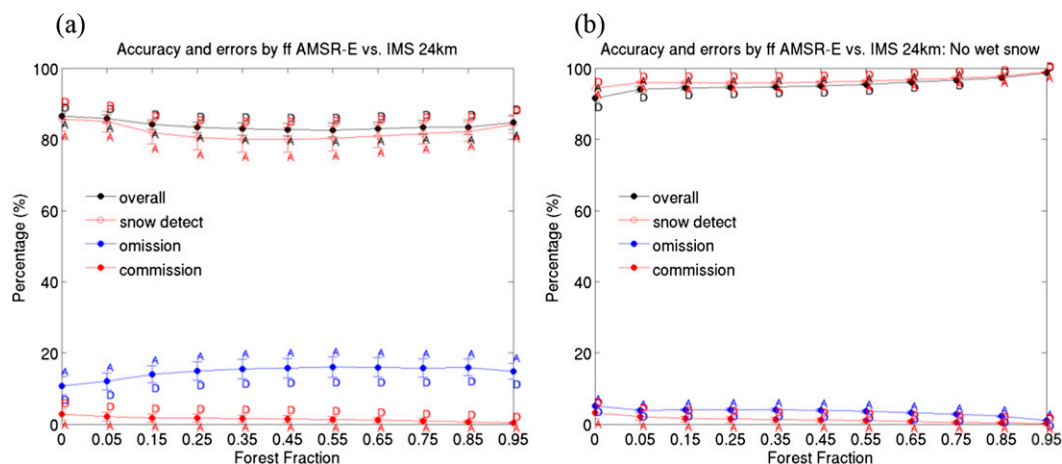 (a)
Accuracy and errors by ff AMSR-E vs. IMS 24km
100
80
60
40
20
0
Percentage (%)
overall
snow detect
omission
commission
0 0.05 0.15 0.25 0.35 0.45 0.55 0.65 0.75 0.85 0.95
Forest Fraction
(b)
Accuracy and errors by ff AMSR-E vs. IMS 24km: No wet snow
100
80
60
40
20
0
Percentage (%)
overall
snow detect
omission
commission
0 0.05 0.15 0.25 0.35 0.45 0.55 0.65 0.75 0.85 0.95
Forest Fraction